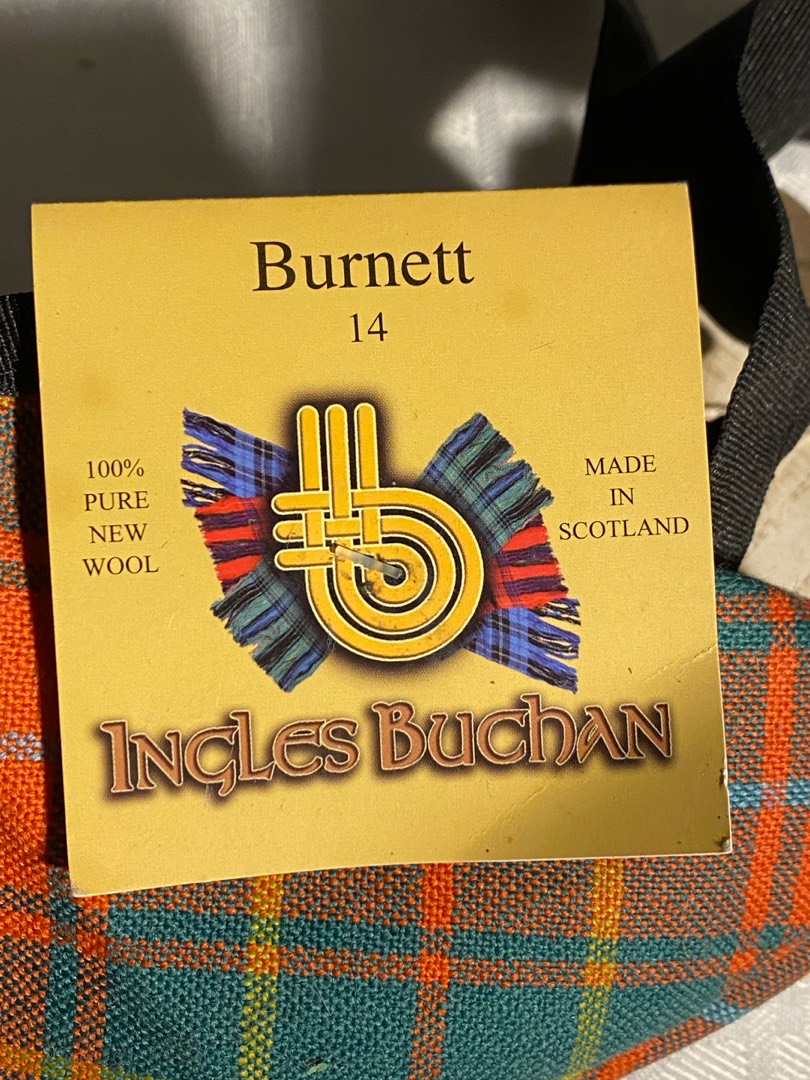 Burnett
14
100%
PURE
NEW
WOOL
MADE
IN
SCOTLAND
INGLES BUCHAN